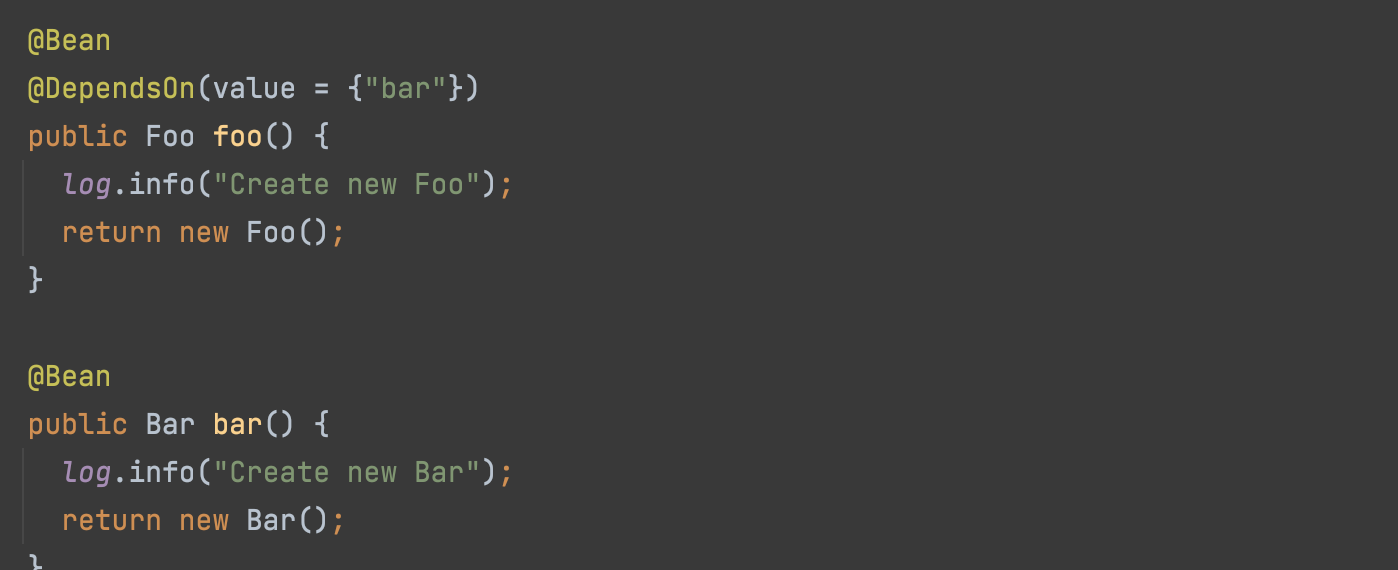 @Bean
@DependsOn(value = {"bar"})
public Foo foo() {
log.info("Create new Foo");
return new Foo();
}
@Bean
public Bar bar() {
log.info("Create new Bar");
return new Bar();
}